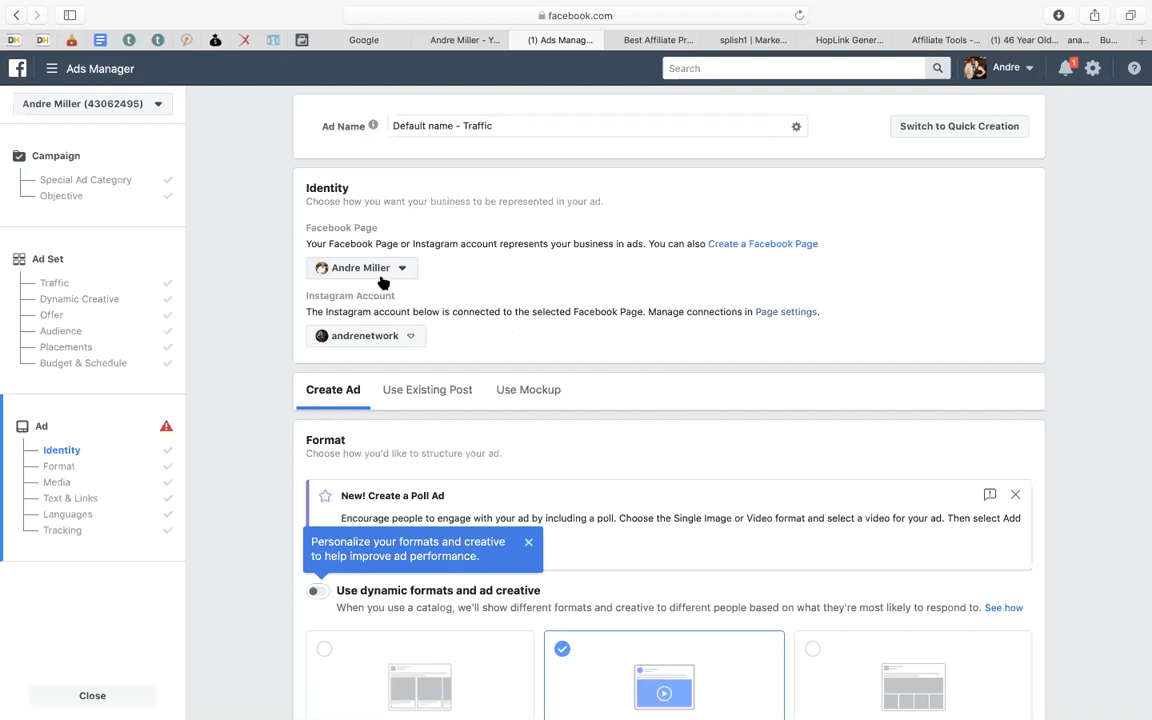 facebook.com
Google
Andre Miller - Y...
(1) Ads Manag...
Best Affiliate Pr...
splish1 | Marke...
HopLink Gener...
Affiliate Tools -...
(1) 46 Year Old...
ana...
Bu...
Ads Manager
Search
Andre
1
Andre Miller (43062495)
Ad Name
Default name - Traffic
Switch to Quick Creation
Campaign
Special Ad Category
Objective
Ad Set
Traffic
Dynamic Creative
Offer
Audience
Placements
Budget & Schedule
Ad
Identity
Format
Media
Text & Links
Languages
Tracking
Close
Identity
Choose how you want your business to be represented in your ad.
Facebook Page
Your Facebook Page or Instagram account represents your business in ads. You can also Create a Facebook Page
Andre Miller
Instagram Account
The Instagram account below is connected to the selected Facebook Page. Manage connections in Page settings.
andrenetwork
Create Ad
Use Existing Post
Use Mockup
Format
Choose how you'd like to structure your ad.
New! Create a Poll Ad
Encourage people to engage with your ad by including a poll. Choose the Single Image or Video format and select a video for your ad. Then select Add
Personalize your formats and creative
to help improve ad performance.
Use dynamic formats and ad creative
When you use a catalog, we'll show different formats and creative to different people based on what they're most likely to respond to. See how